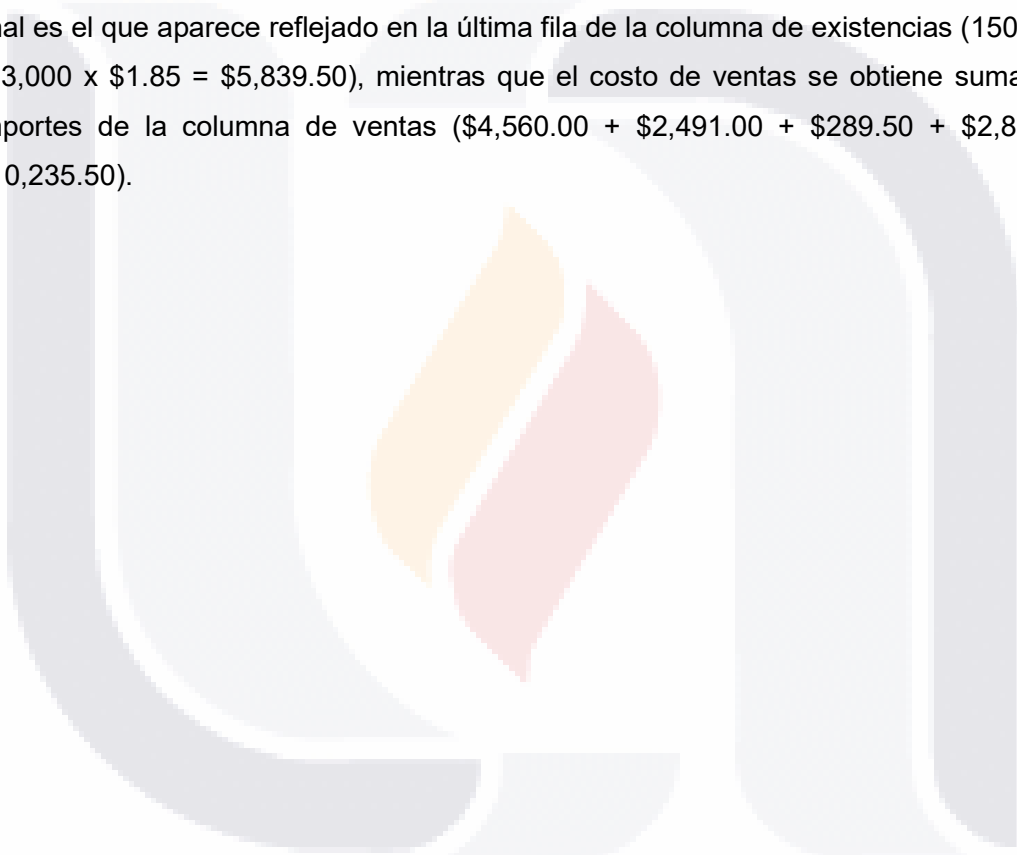 nal es el que aparece reflejado en la última fila de la columna de existencias (150
3,000 x $1.85 = $5,839.50), mientras que el costo de ventas se obtiene suma
portes de la columna de ventas ($4,560.00 + $2,491.00 + $289.50 + $2,8
0,235.50).